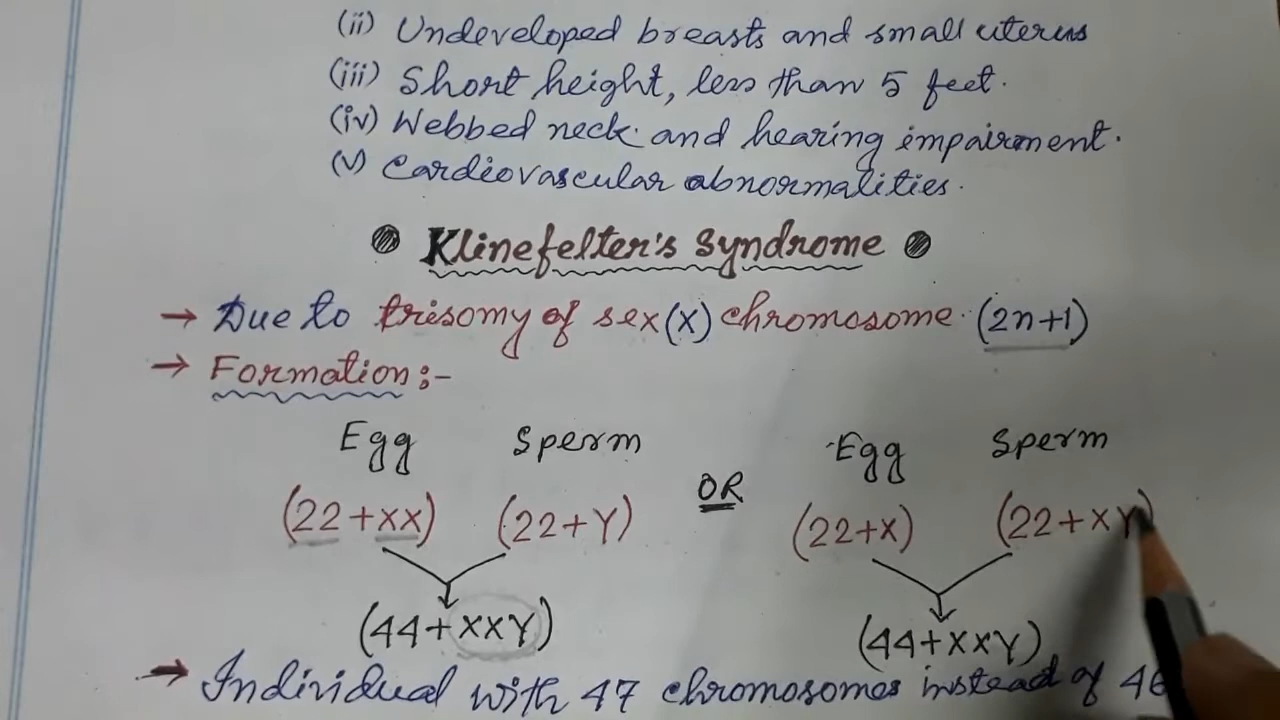 (ii) Undeveloped breasts and small uterus
(iii) Short height, less than 5 feet.
(iv) Webbed neck and hearing impairment.
(v) Cardiovascular abnormalities.
Klinefelter's Syndrome
→ Due to trisomy of sex(X) chromosome (2n+1)
→ Formation:-
Egg Sperm Egg Sperm
(22+XX) (22+Y) OR (22+X) (22+XY)
(44+XXY) (44+XXY)
→ Individual with 47 chromosomes instead of 46